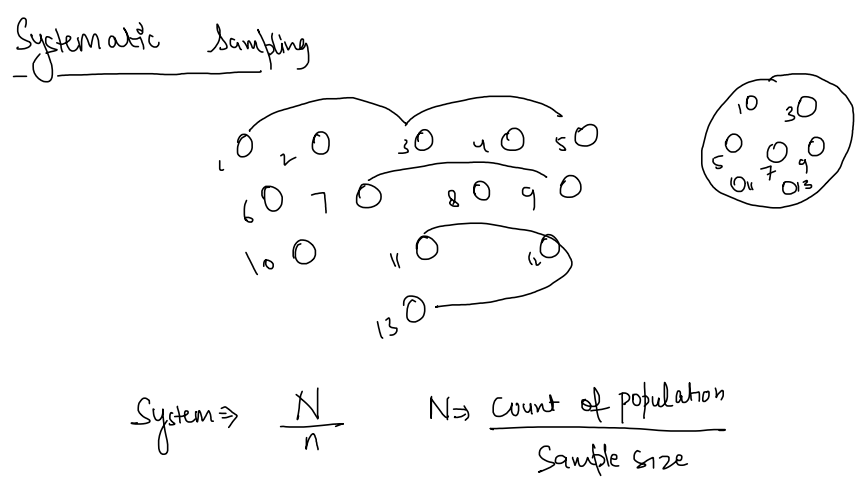 Systematic Sampling
1 2 3 4 5
6 7 8 9
10 11 12
13
1 3
5 7 9
11 13
System ⇒ N/n N ⇒ Count of population / Sample size